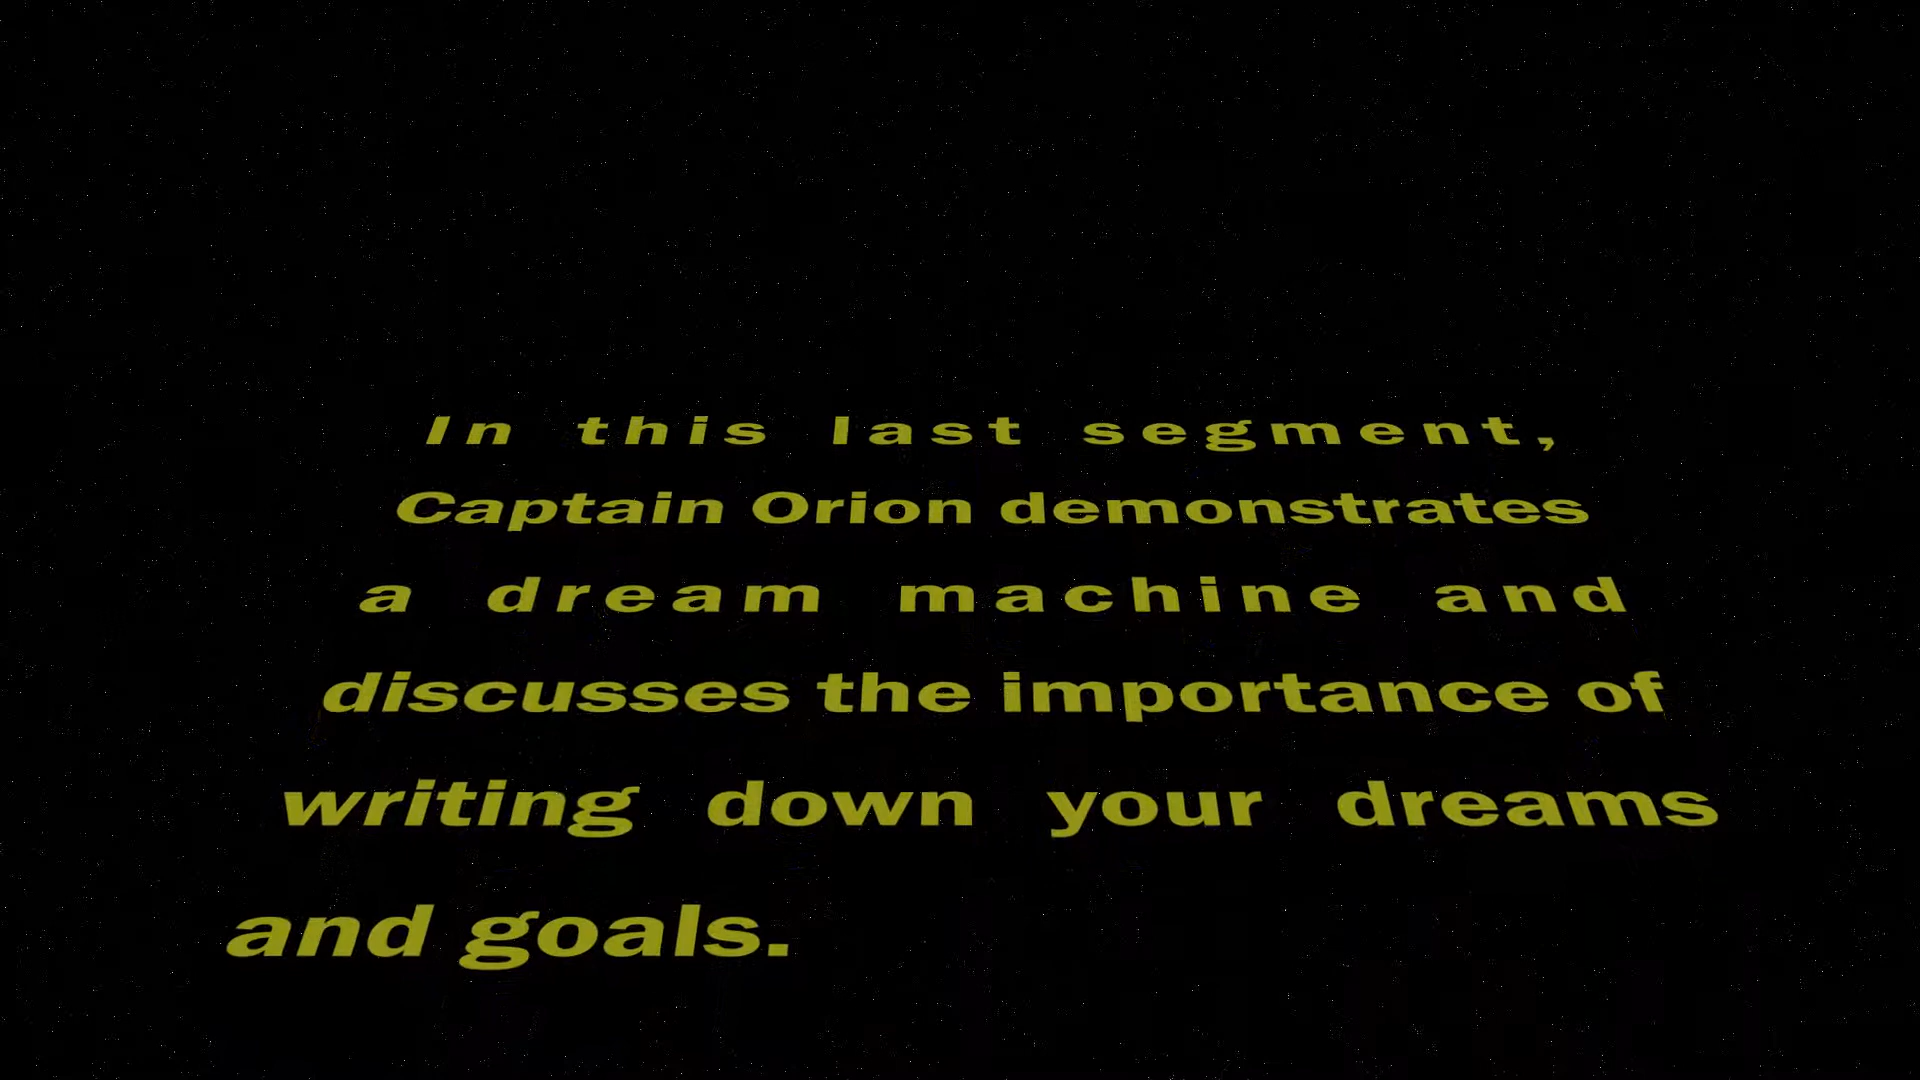 In this last segment,
Captain Orion demonstrates
a dream machine and
discusses the importance of
writing down your dreams
and goals.